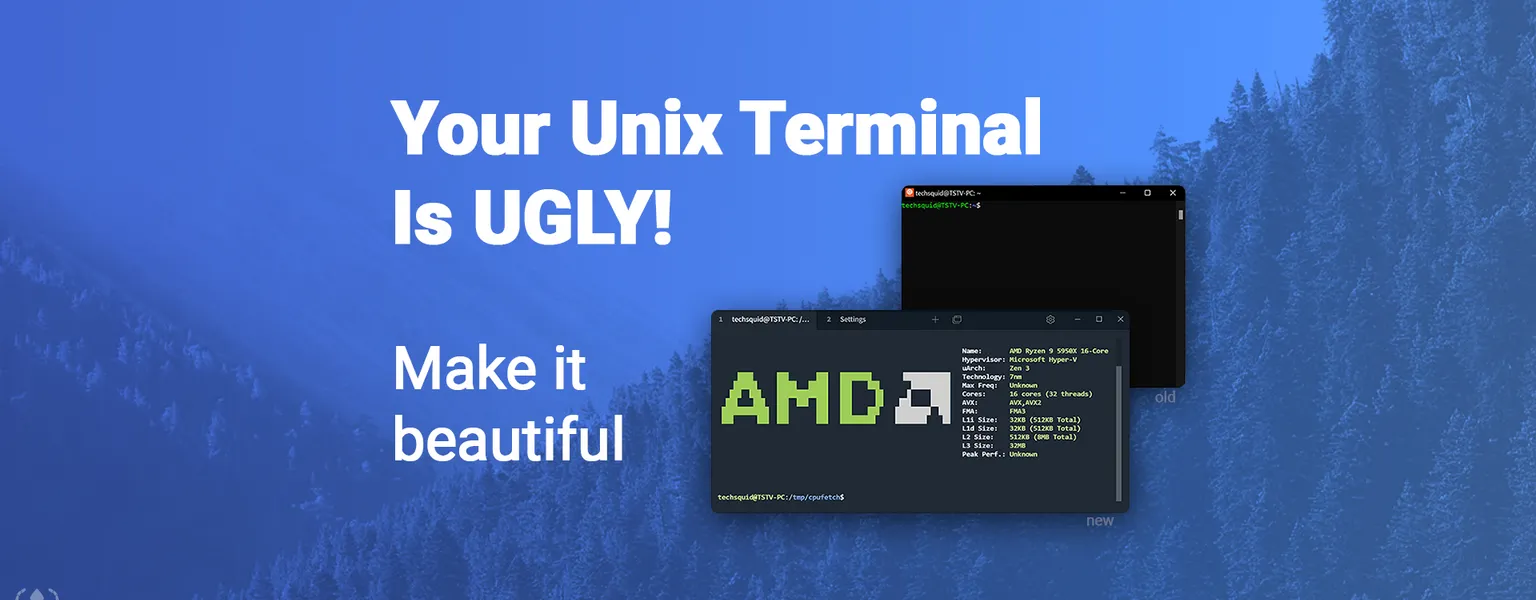 Your Unix Terminal
Is UGLY!
Make it
beautiful
techsquid@TSTV-PC: ~
techsquid@TSTV-PC:~$
old
1 techsquid@TSTV-PC: /... 2 Settings
AMD
Name: AMD Ryzen 9 5950X 16-Core
Hypervisor: Microsoft Hyper-V
uArch: Zen 3
Technology: 7nm
Max Freq: Unknown
Cores: 16 cores (32 threads)
AVX: AVX,AVX2
FMA: FMA3
L1i Size: 32KB (512KB Total)
L1d Size: 32KB (512KB Total)
L2 Size: 512KB (8MB Total)
L3 Size: 32MB
Peak Perf.: Unknown
techsquid@TSTV-PC:/tmp/cpufetch$
new